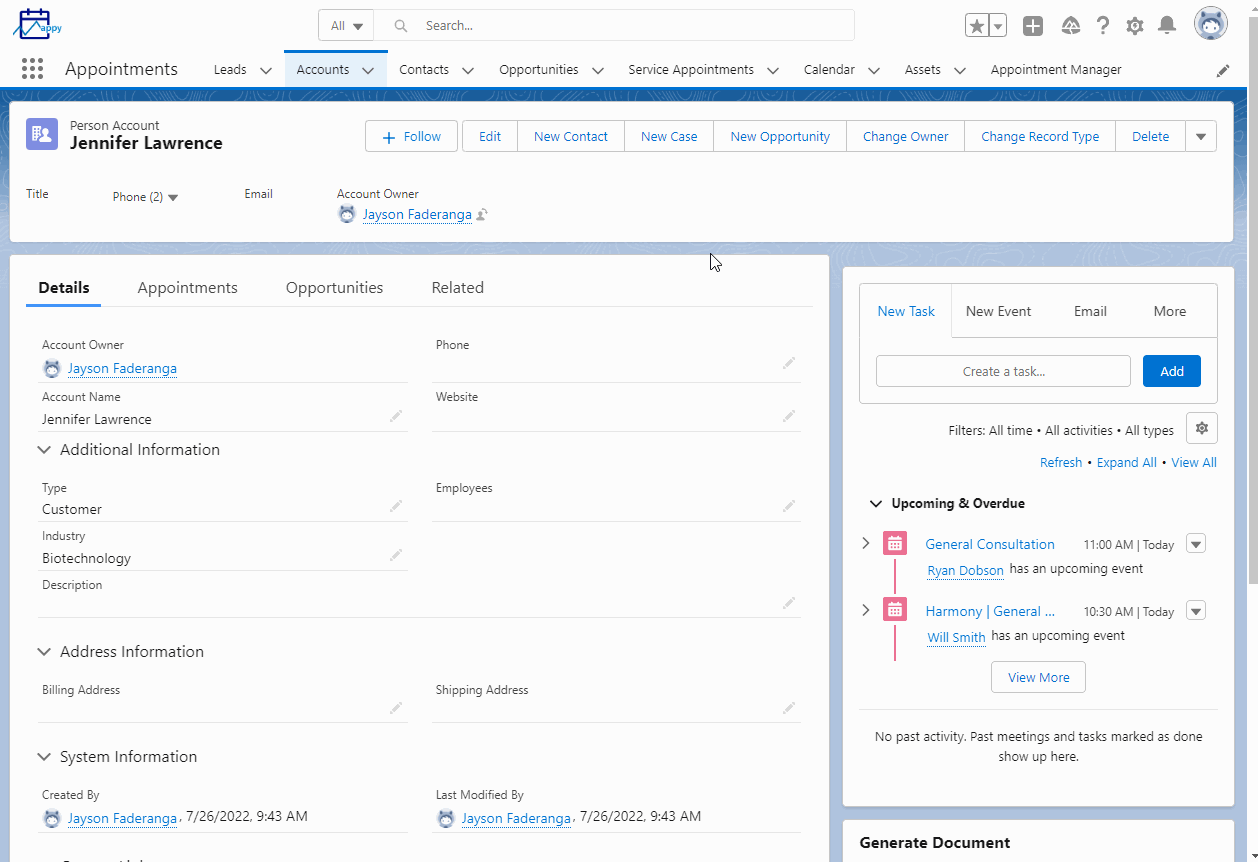 appy
All
Search...
Appointments
Leads
Accounts
Contacts
Opportunities
Service Appointments
Calendar
Assets
Appointment Manager
Person Account
Jennifer Lawrence
Follow
Edit
New Contact
New Case
New Opportunity
Change Owner
Change Record Type
Delete
Title
Phone (2)
Email
Account Owner
Jayson Faderanga
Details
Appointments
Opportunities
Related
Account Owner
Jayson Faderanga
Phone
Account Name
Jennifer Lawrence
Website
Additional Information
Type
Customer
Employees
Industry
Biotechnology
Description
Address Information
Billing Address
Shipping Address
System Information
Created By
Jayson Faderanga, 7/26/2022, 9:43 AM
Last Modified By
Jayson Faderanga, 7/26/2022, 9:43 AM
New Task
New Event
Email
More
Create a task...
Add
Filters: All time • All activities • All types
Refresh • Expand All • View All
Upcoming & Overdue
General Consultation
11:00 AM | Today
Ryan Dobson has an upcoming event
Harmony | General ...
10:30 AM | Today
Will Smith has an upcoming event
View More
No past activity. Past meetings and tasks marked as done
show up here.
Generate Document